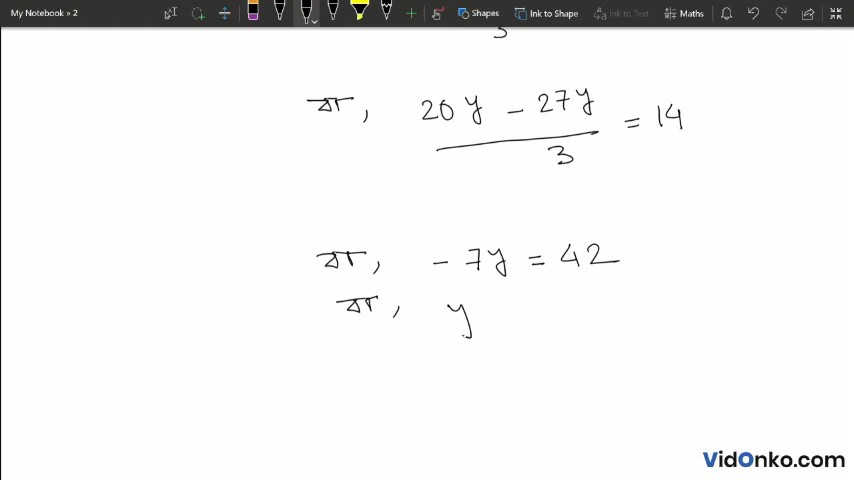 My Notebook » 2 Shapes Ink to Shape Ink to Text Maths
3
বা, 20y - 27y = 14
3
বা, - 7y = 42
বা, y
VidOnko.com